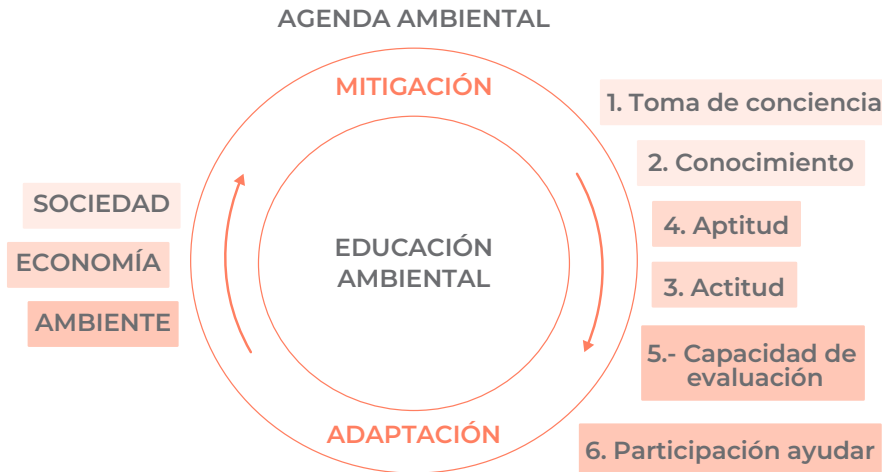 AGENDA AMBIENTAL
MITIGACIÓN
1. Toma de conciencia
2. Conocimiento
SOCIEDAD
4. Aptitud
EDUCACIÓN
AMBIENTAL
ECONOMÍA
3. Actitud
AMBIENTE
5.- Capacidad de
evaluación
ADAPTACIÓN
6. Participación ayudar